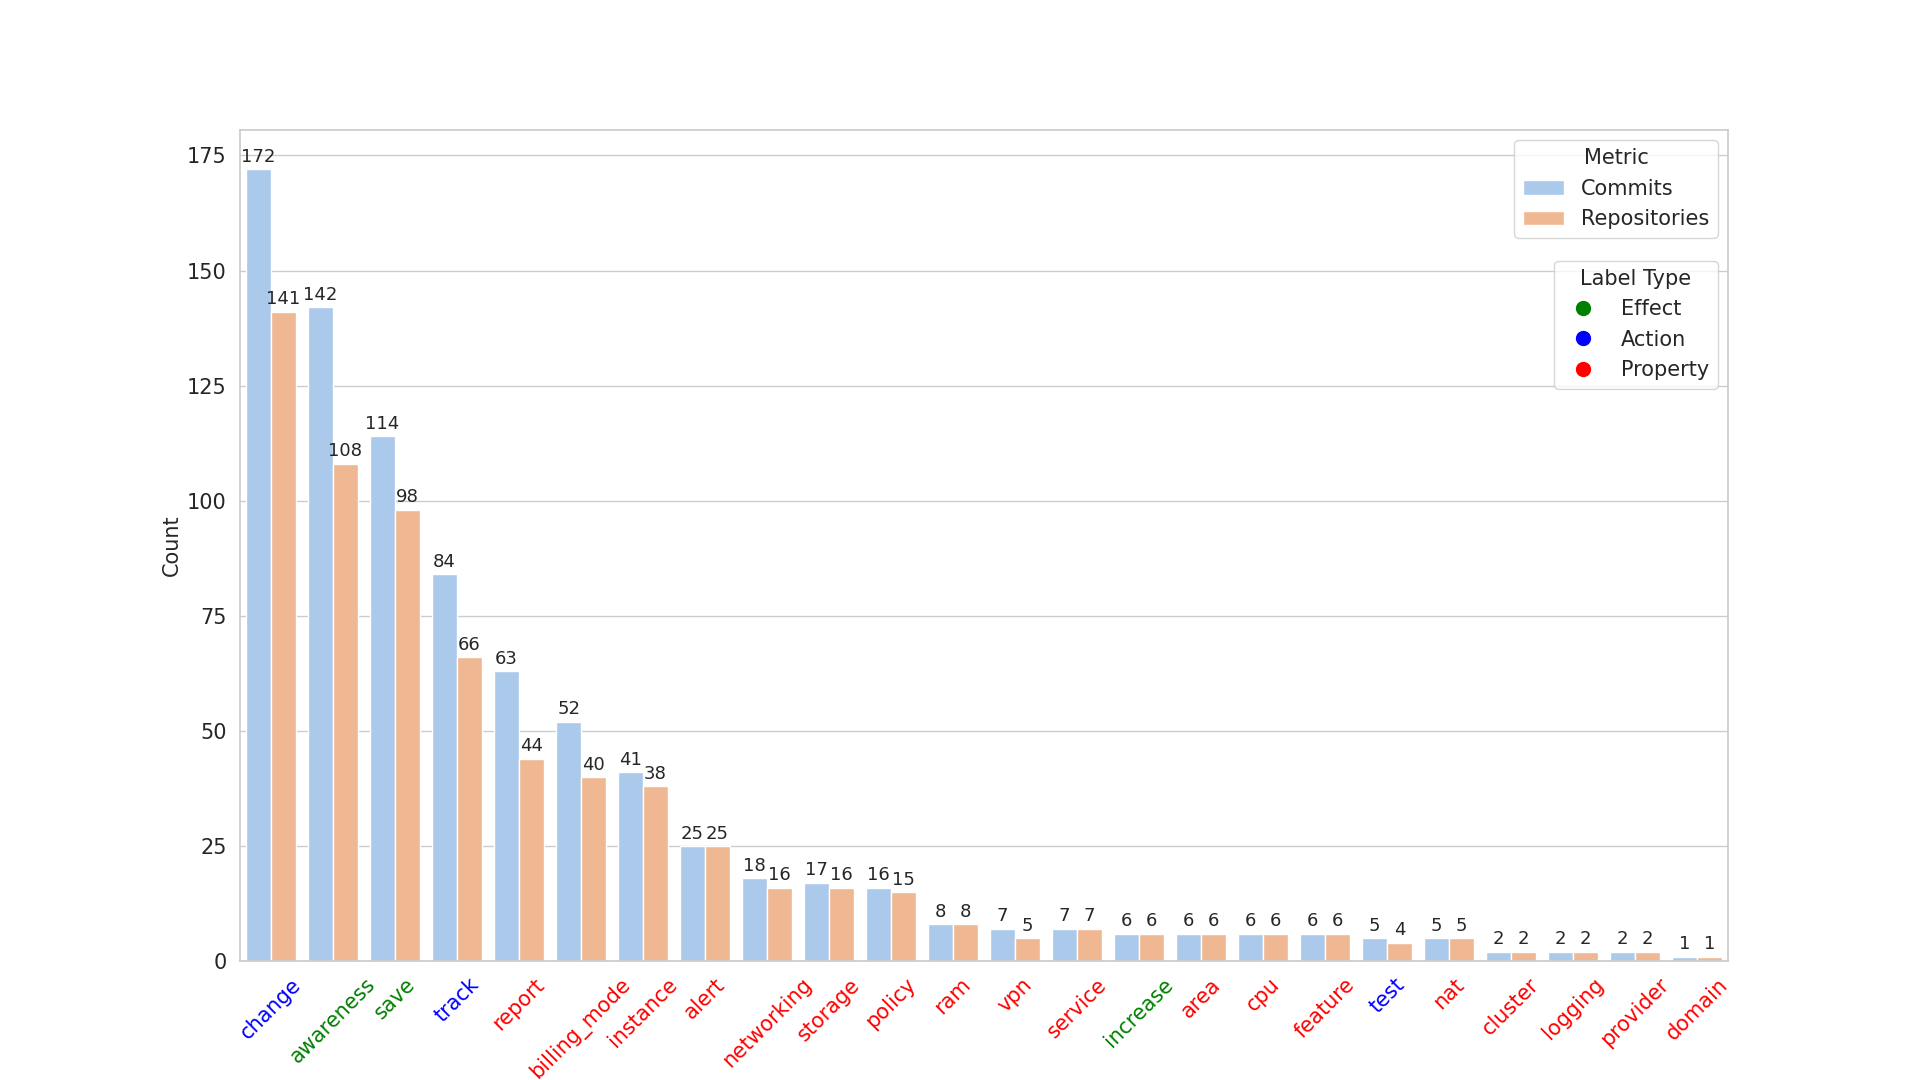 Metric
Commits
Repositories
Label Type
Effect
Action
Property
Count
175
150
125
100
75
50
25
0
172 141 142 108 114 98 84 66 63 44 52 40 41 38 25 25 18 16 17 16 16 15 8 8 7 5 7 7 6 6 6 6 6 6 6 6 5 4 5 5 2 2 2 2 2 2 1 1
change awareness save track report billing_mode instance alert networking storage policy ram vpn service increase area cpu feature test nat cluster logging provider domain